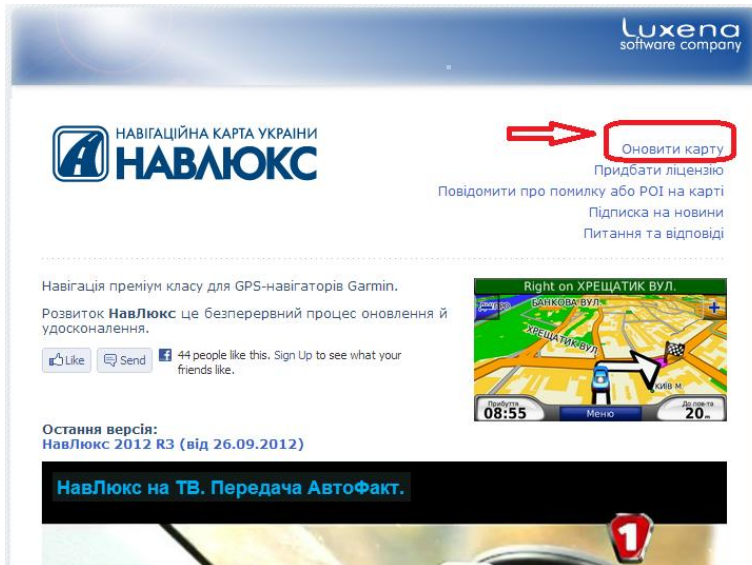 Luxena
software company
НАВІГАЦІЙНА КАРТА УКРАЇНИ
НАВЛЮКС
Оновити карту
Придбати ліцензію
Повідомити про помилку або POI на карті
Підписка на новини
Питання та відповіді
Навігація преміум класу для GPS-навігаторів Garmin.
Розвиток НавЛюкс це безперервний процес оновлення й
удосконалення.
Like Send 44 people like this. Sign Up to see what your
friends like.
Right on ХРЕЩАТИК ВУЛ.
БАНКОВА ВУЛ.
ХРЕЩАТИК ВУЛ.
КИЇВ М.
Прибуття
08:55
Меню
До пов-та
20
Остання версія:
НавЛюкс 2012 R3 (від 26.09.2012)
НавЛюкс на ТВ. Передача АвтоФакт.
1